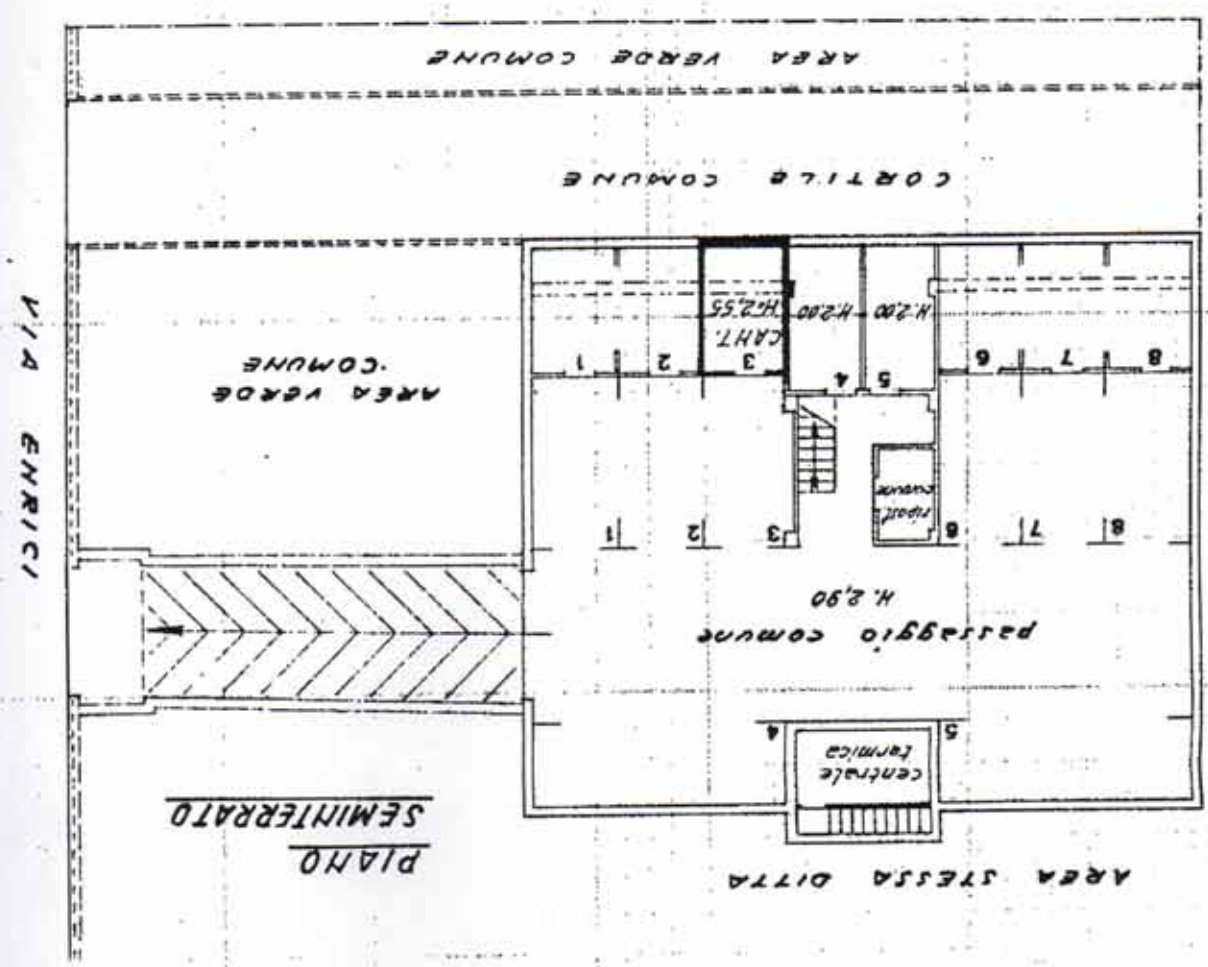 AREA STESSA DITTA
PIANO
SEMINTERRATO
centrale
termica
5
4
passaggio comune
H. 2,90
8
7
6
3
2
1
ripost.
comune
AREA VERDE
COMUNE
8
7
6
5
4
3
2
1
H. 2,00
H. 2,00
CANT.
H=2,55
CORTILE COMUNE
AREA VERDE COMUNE
VIA ENRICI